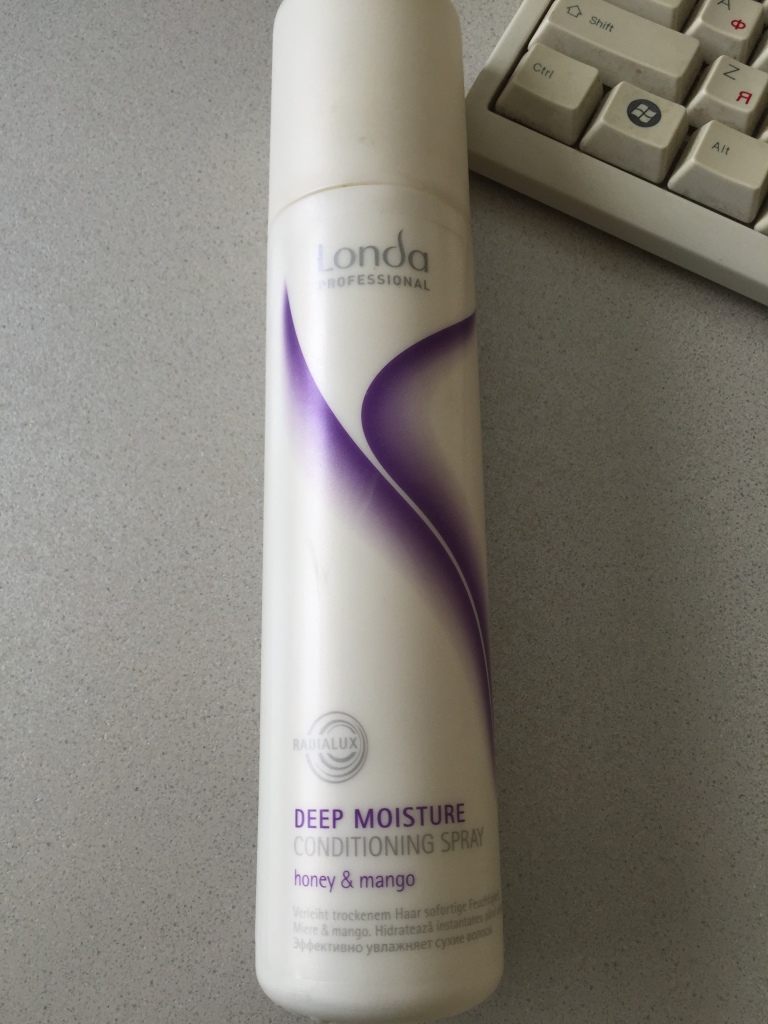 Shift
A
Ф
Ctrl
Z
Я
Alt
Londa
PROFESSIONAL
RADIALUX
DEEP MOISTURE
CONDITIONING SPRAY
honey & mango
Verleiht trockenem Haar sofortige
Miere & mango. Hidratează instantaneu
Эффективно увлажняет сухие волосы